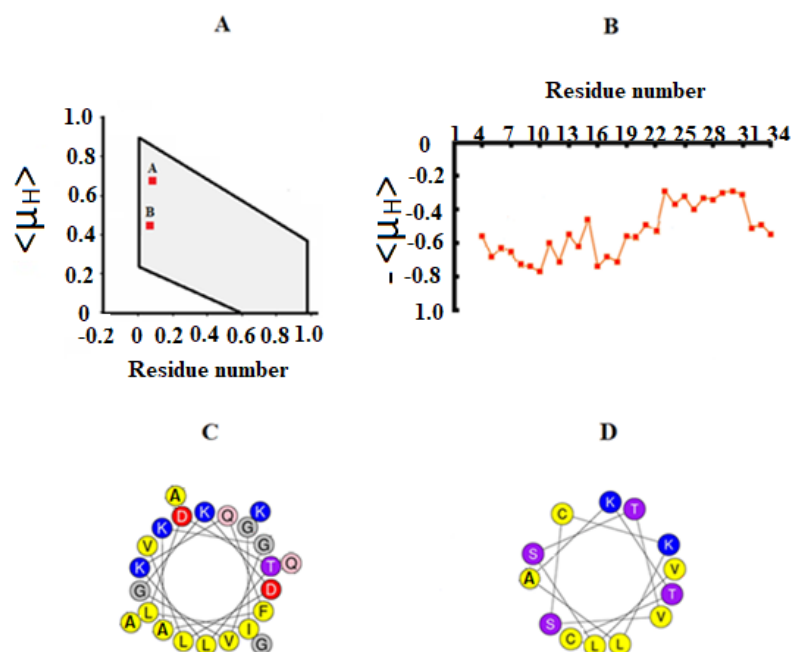 A
<μH>
1.0
0.8
0.6
0.4
0.2
0
A
B
-0.2 0 0.2 0.4 0.6 0.8 1.0
Residue number
B
Residue number
1 4 7 10 13 16 19 22 25 28 31 34
- <μH>
0
-0.2
-0.4
-0.6
-0.8
1.0
C
A
D K Q K
K G
V G
K T Q
G D
A L F
A I
L L V G
D
K T
C
K
S V
A T
S V
C L L